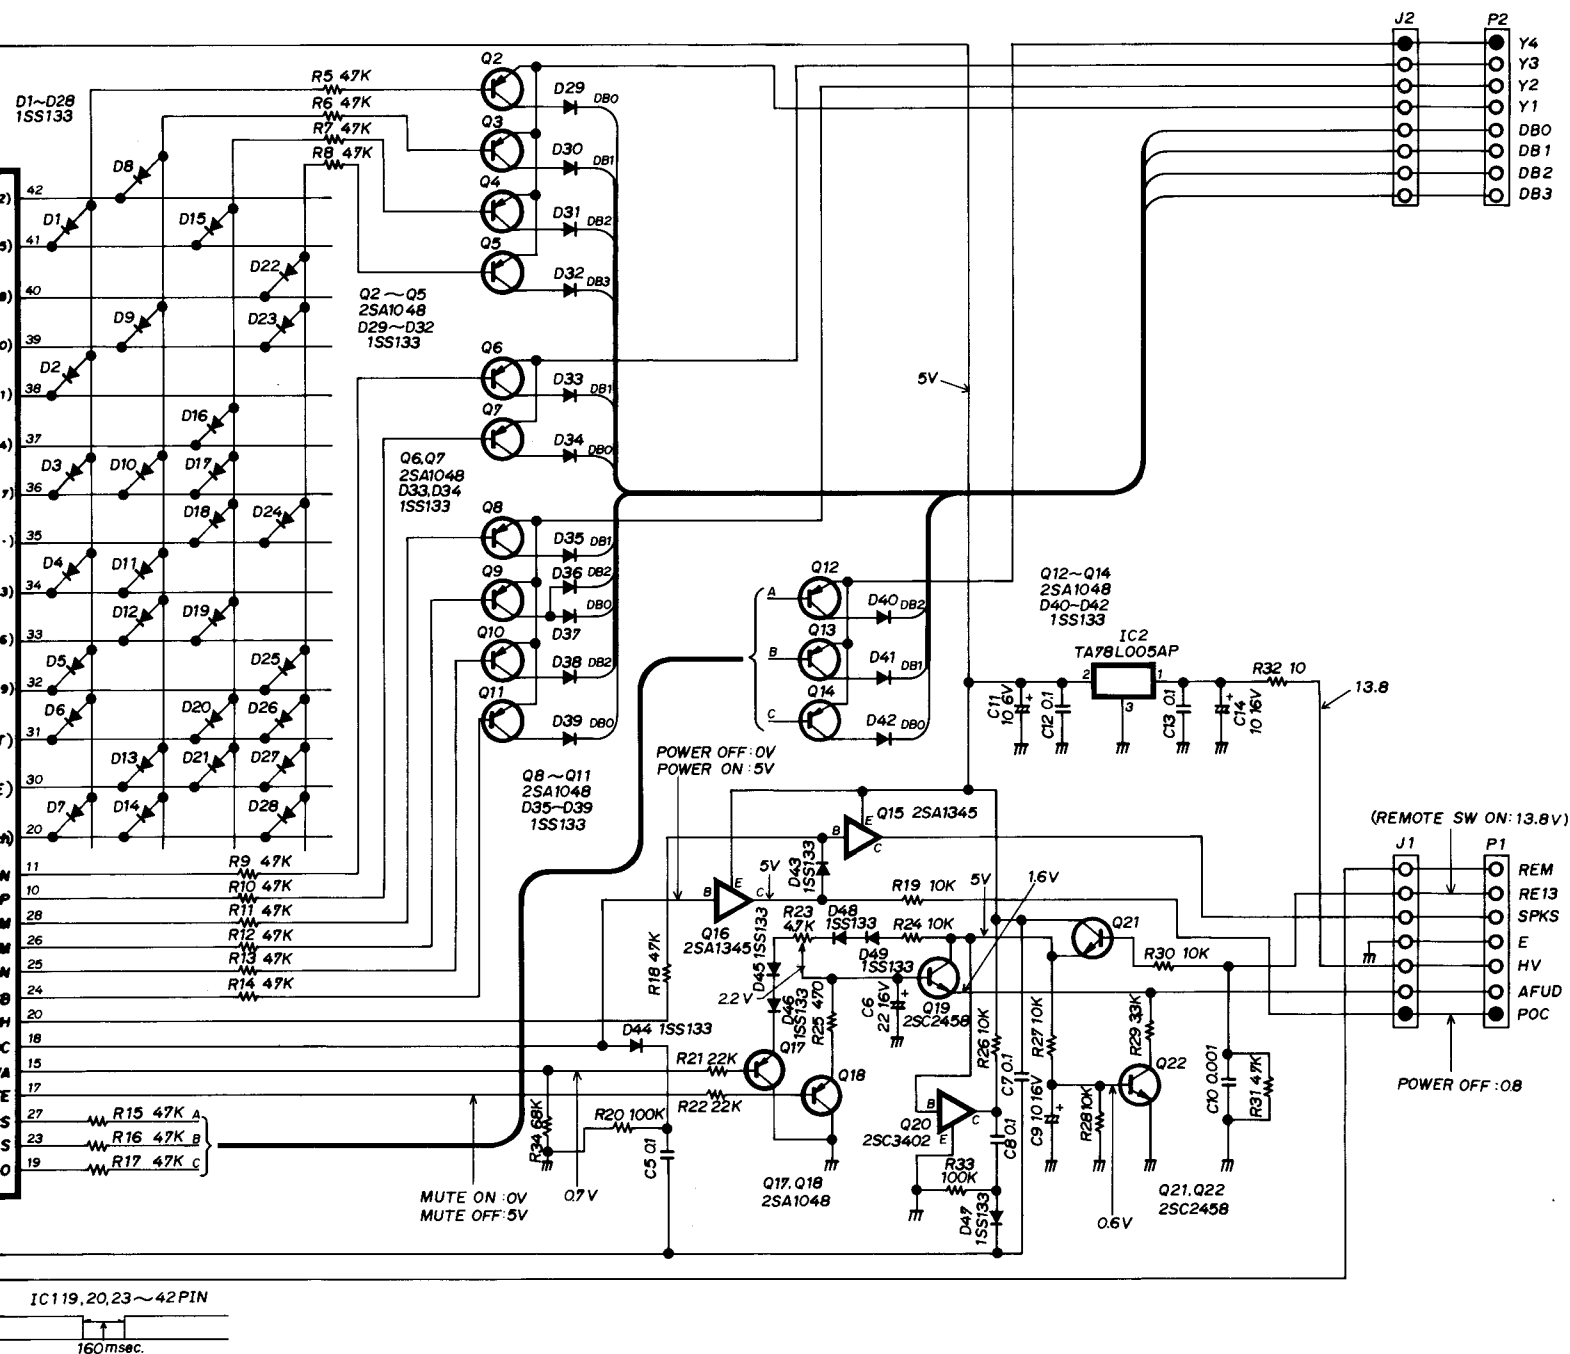 J2 P2
Y4
Y3
Y2
Y1
DB0
DB1
DB2
DB3
D1~D28
1SS133
R5 47K
R6 47K
R7 47K
R8 47K
Q2
D29 DB0
Q3
D30 DB1
Q4
D31 DB2
Q5
D32 DB3
D8
D1
D15
D22
D9
D23
D2
D16
D3
D10
D17
D18
D24
D4
D11
D12
D19
D5
D25
D6
D20
D26
D13
D21
D27
D7
D14
D28
42
41
40
39
38
37
36
35
34
33
32
31
30
20
11
10
28
26
25
24
20
18
15
17
27
23
19
Q2~Q5
2SA1048
D29~D32
1SS133
Q6
D33 DB1
Q7
D34 DB0
Q6,Q7
2SA1048
D33,D34
1SS133
Q8
D35 DB1
D36 DB2
Q9
DB0
D37
Q10
D38 DB2
Q11
D39 DB0
Q8~Q11
2SA1048
D35~D39
1SS133
5V
A
B
C
Q12
D40 DB2
Q13
D41 DB1
Q14
D42 DB0
Q12~Q14
2SA1048
D40~D42
1SS133
IC2
TA78L005AP
2
1
3
C11
10 6V
+
C12 0.1
C13 0.1
+
C14
10 16V
R32 10
13.8
POWER OFF:0V
POWER ON:5V
R9 47K
R10 47K
R11 47K
R12 47K
R13 47K
R14 47K
R15 47K A
R16 47K B
R17 47K C
Q15 2SA1345
B
E
C
D43
1SS133
5V
B
E
C
Q16
2SA1345
R18 47K
R19 10K
5V
1.6V
R23
4.7K
D48
1SS133
R24 10K
D49
1SS133
D45 1SS133
2.2V
D46
1SS133
R25 470
C6
22 16V
+
Q19
2SC2458
Q21
R30 10K
R26 10K
C7 0.1
R27 10K
R29 33K
Q22
D44 1SS133
R21 22K
R22 22K
Q17
Q18
R34 68K
R20 100K
C5 0.1
0.7V
MUTE ON:0V
MUTE OFF:5V
Q17,Q18
2SA1048
B
C
E
Q20
2SC3402
R33
100K
C8 0.1
D47
1SS133
C9 10 16V
+
R28 10K
0.6V
C10 0.001
R31 47K
Q21,Q22
2SC2458
(REMOTE SW ON:13.8V)
J1 P1
REM
RE13
SPKS
E
HV
AFUD
POC
POWER OFF:0.8
IC119,20,23~42PIN
160msec.